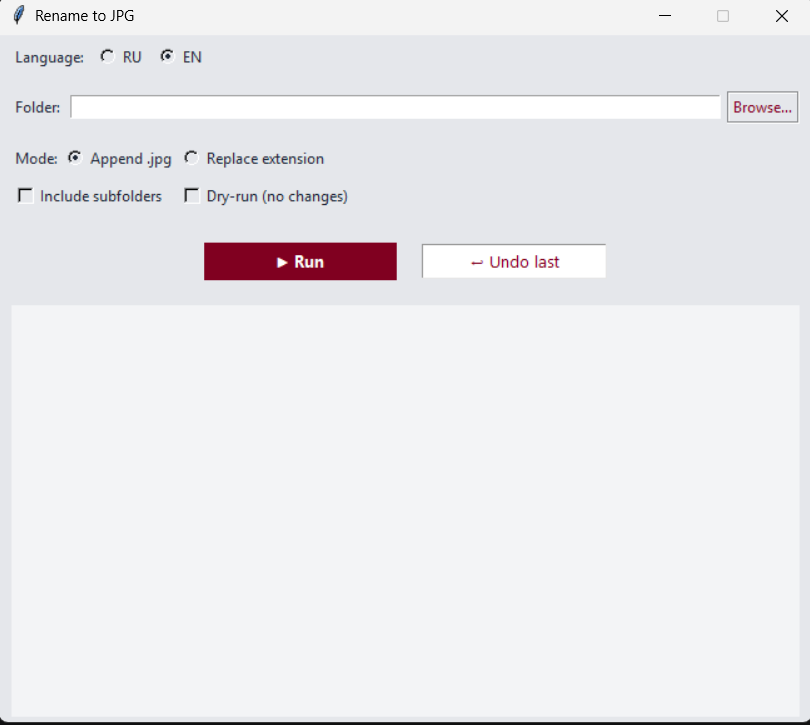 Rename to JPG
Language: RU EN
Folder: Browse...
Mode: Append .jpg Replace extension
Include subfolders Dry-run (no changes)
► Run ↩ Undo last